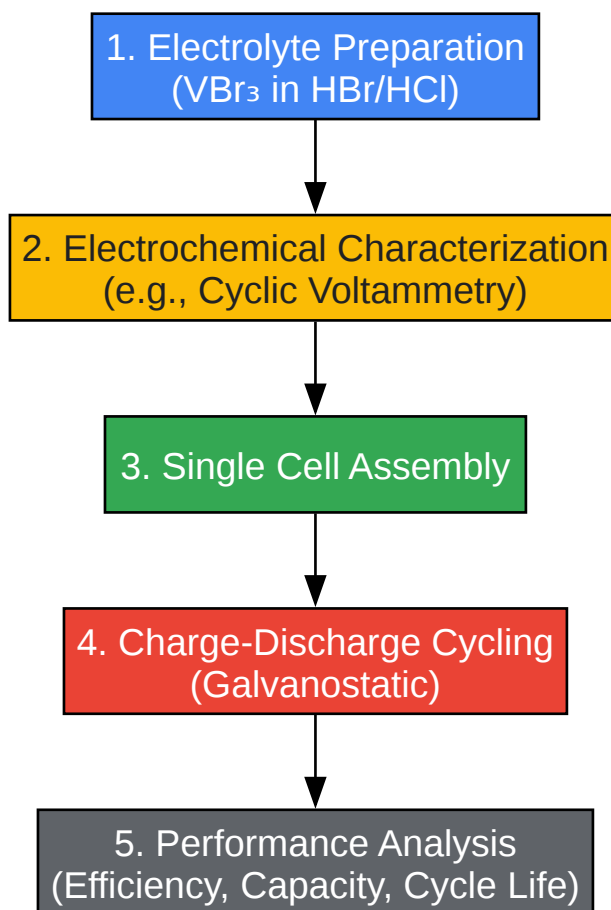 1. Electrolyte Preparation
(VBr₃ in HBr/HCl)
2. Electrochemical Characterization
(e.g., Cyclic Voltammetry)
3. Single Cell Assembly
4. Charge-Discharge Cycling
(Galvanostatic)
5. Performance Analysis
(Efficiency, Capacity, Cycle Life)